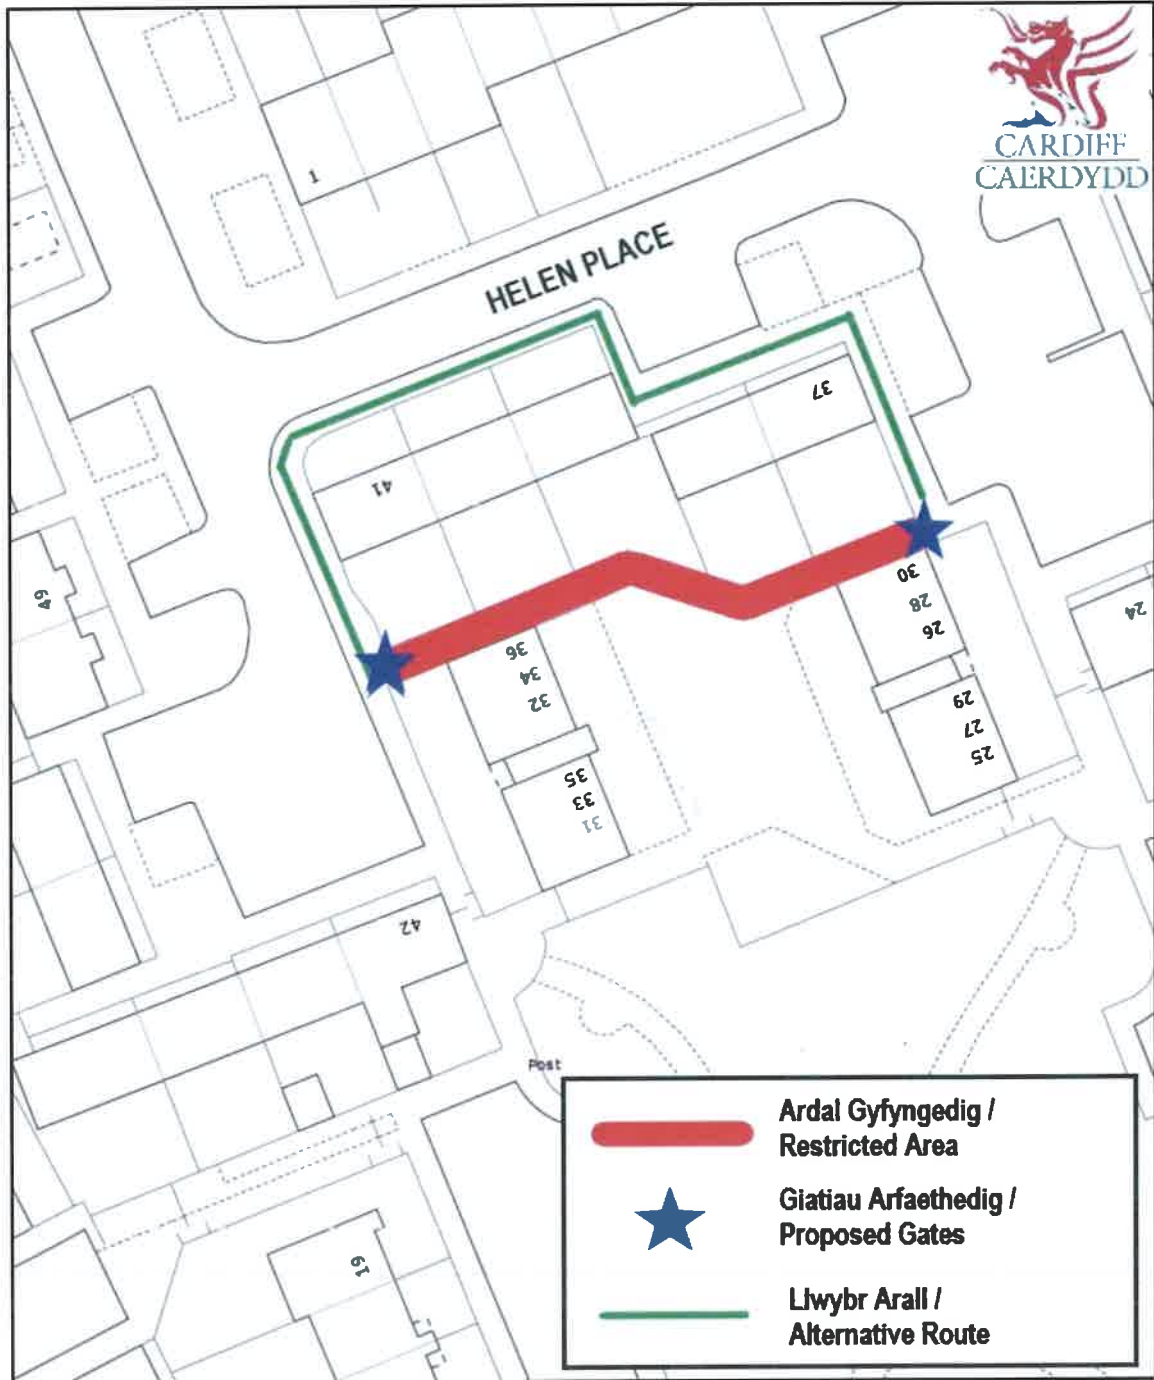 CARDIFF
CAERDYDD
1
HELEN PLACE
37
41
49
30
28
26
24
36
34
32
29
27
25
35
33
31
42
Post
19
Ardal Gyfyngedig /
Restricted Area
Giatiau Arfaethedig /
Proposed Gates
Llwybr Arall /
Alternative Route